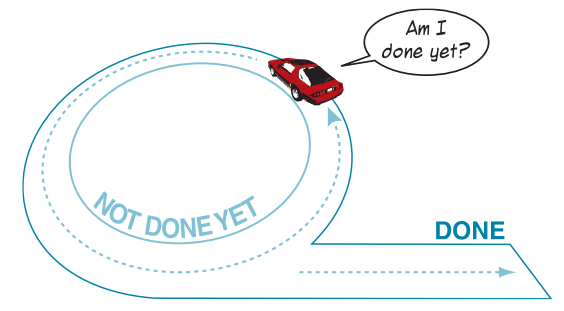 Am I
done yet?
NOT DONE YET
DONE